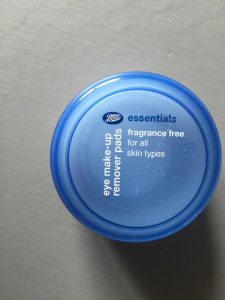 Boots
essentials
fragrance free
for all
skin types
eye make-up
remover pads